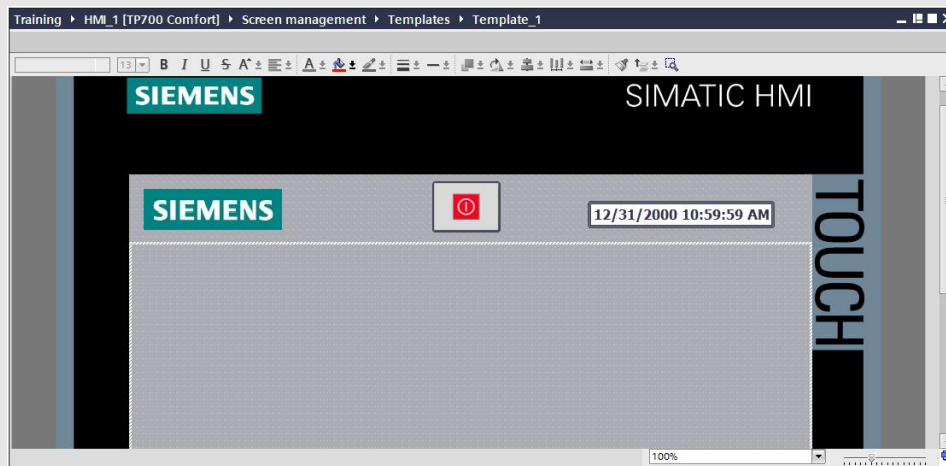 Training ▸ HMI_1 [TP700 Comfort] ▸ Screen management ▸ Templates ▸ Template_1
13 B I U S A A
SIEMENS SIMATIC HMI
SIEMENS 12/31/2000 10:59:59 AM
TOUCH
100%